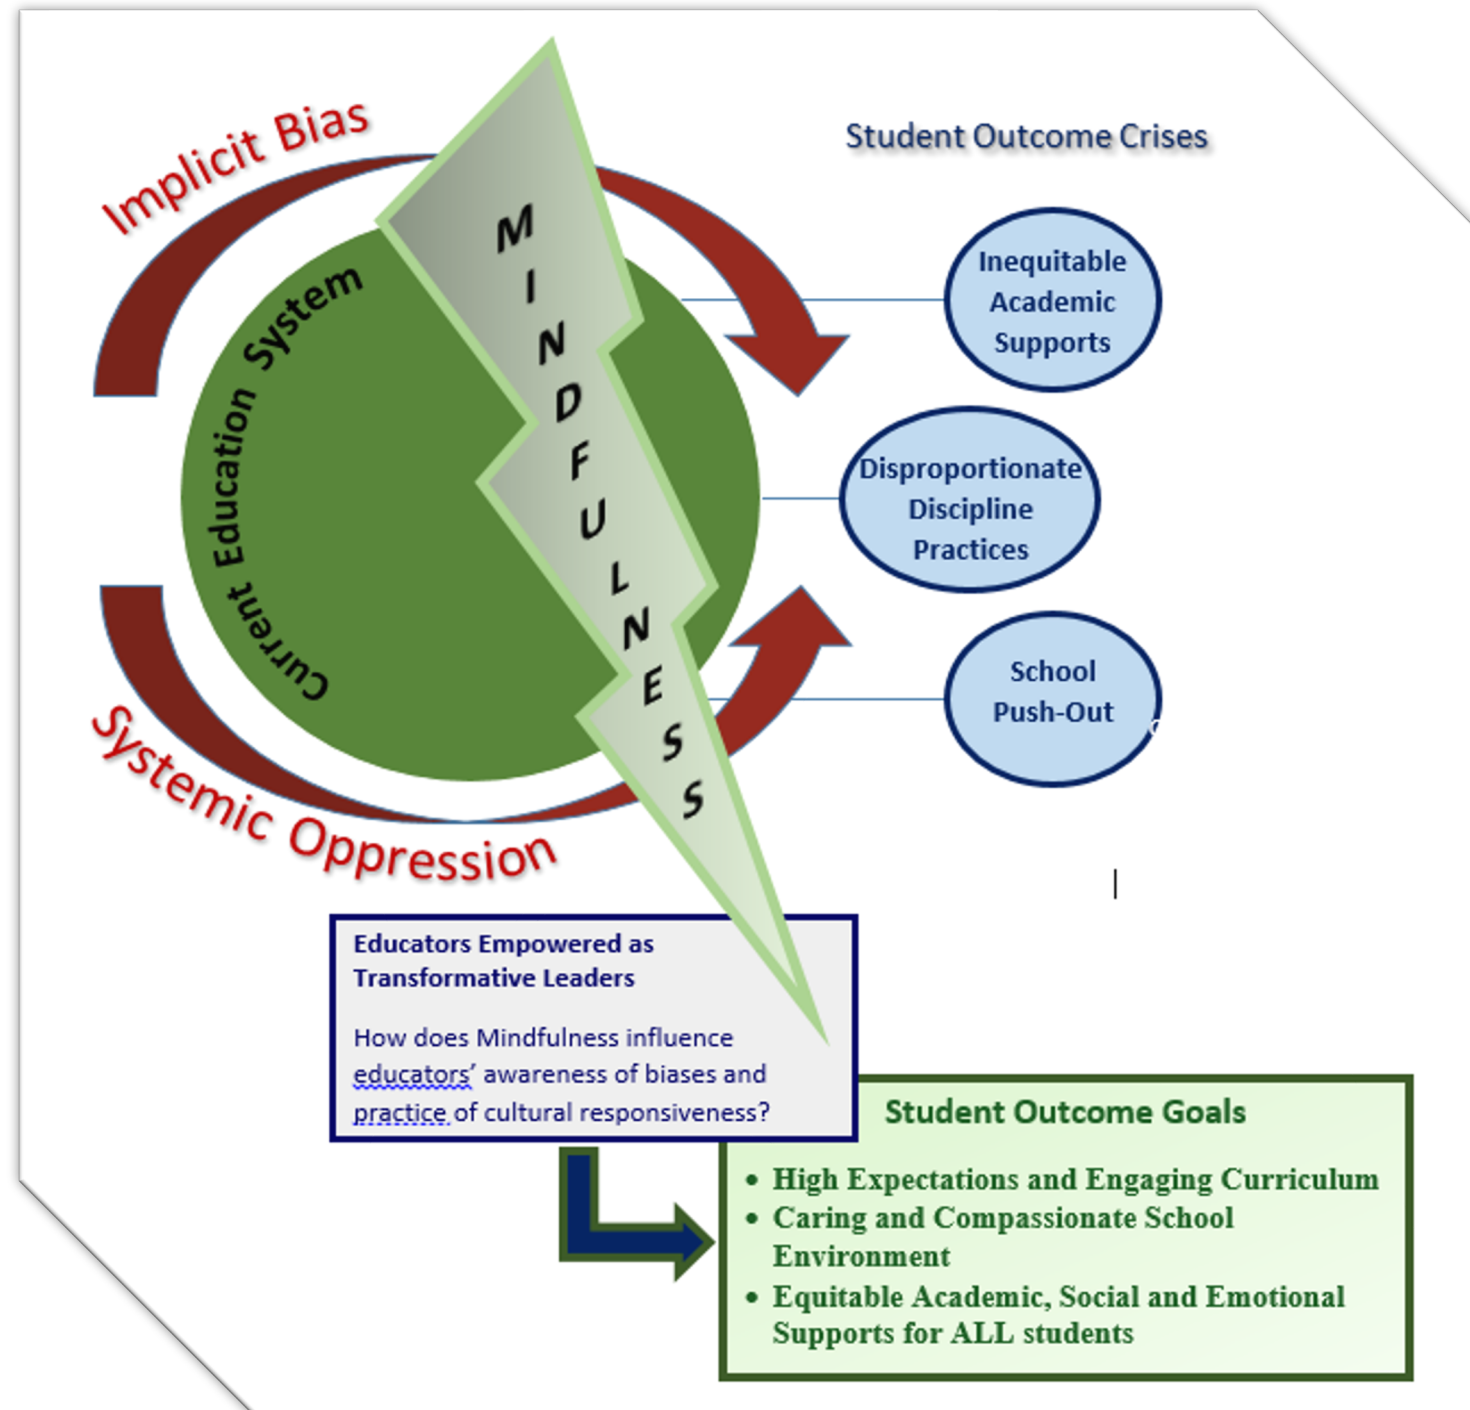 Implicit Bias
Student Outcome Crises
Current Education System
MINDFULNESS
Inequitable
Academic
Supports
Disproportionate
Discipline
Practices
School
Push-Out
Systemic Oppression
Educators Empowered as
Transformative Leaders
How does Mindfulness influence
educators’ awareness of biases and
practice of cultural responsiveness?
Student Outcome Goals
• High Expectations and Engaging Curriculum
• Caring and Compassionate School
Environment
• Equitable Academic, Social and Emotional
Supports for ALL students